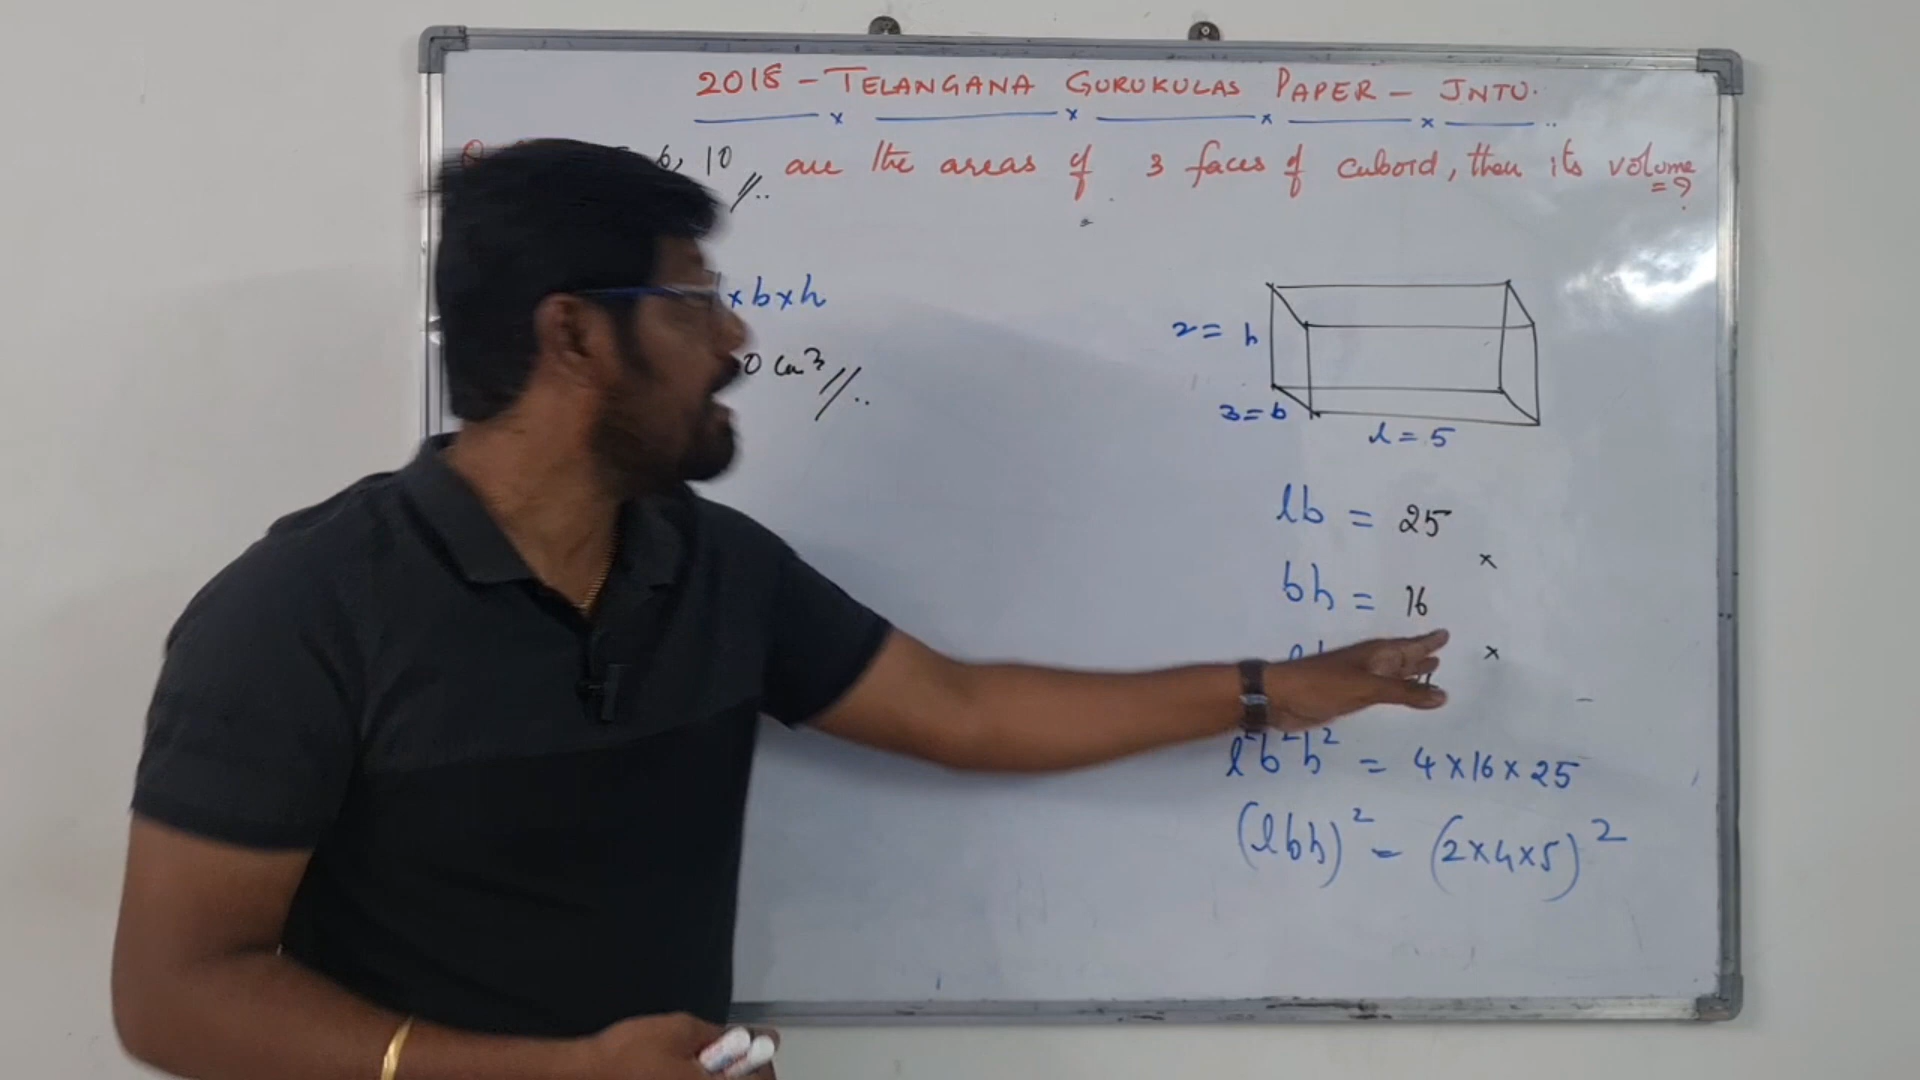 2018 - TELANGANA GURUKULAS PAPER - JNTU.
6, 10 are the areas of 3 faces of cuboid, then its volume = ?
x b x h
0 cm³
2 = h
3 = b
l = 5
lb = 25
×
bh = 16
×
l²b²h² = 4 x 16 x 25
(lbh)² = (2 x 4 x 5)²